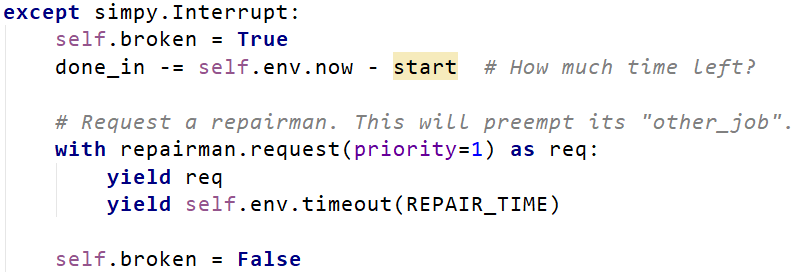 except simpy.Interrupt:
    self.broken = True
    done_in -= self.env.now - start  # How much time left?

    # Request a repairman. This will preempt its "other_job".
    with repairman.request(priority=1) as req:
        yield req
        yield self.env.timeout(REPAIR_TIME)

    self.broken = False